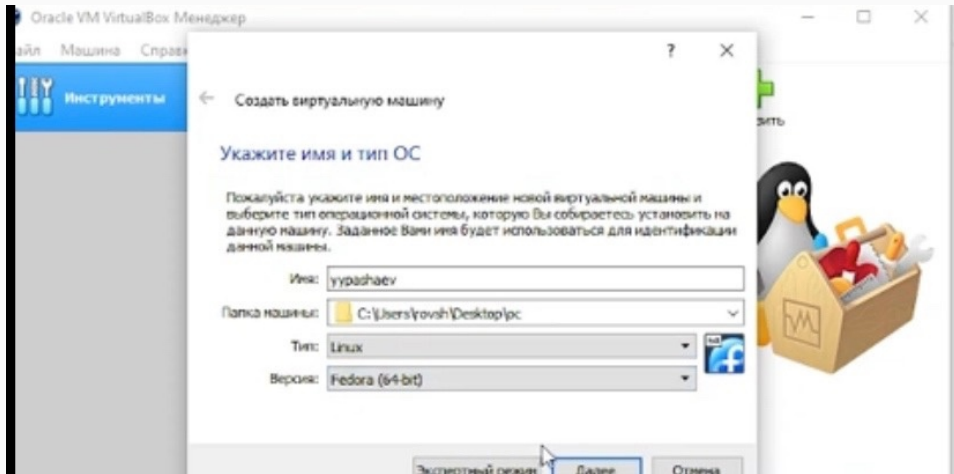 Oracle VM VirtualBox Менеджер
айл Машина Справк
Инструменты
Создать виртуальную машину
зить
Укажите имя и тип ОС
Пожалуйста укажите имя и местоположение новой виртуальной машины и
выберите тип операционной системы, которую Вы собираетесь установить на
данную машину. Заданное Вами имя будет использоваться для идентификации
данной машины.
Имя: yypashaev
Папка машины: C:\Users\rovsh\Desktop\pc
Тип: Linux
64
Версия: Fedora (64-bit)
Экспертный режим Далее Отмена